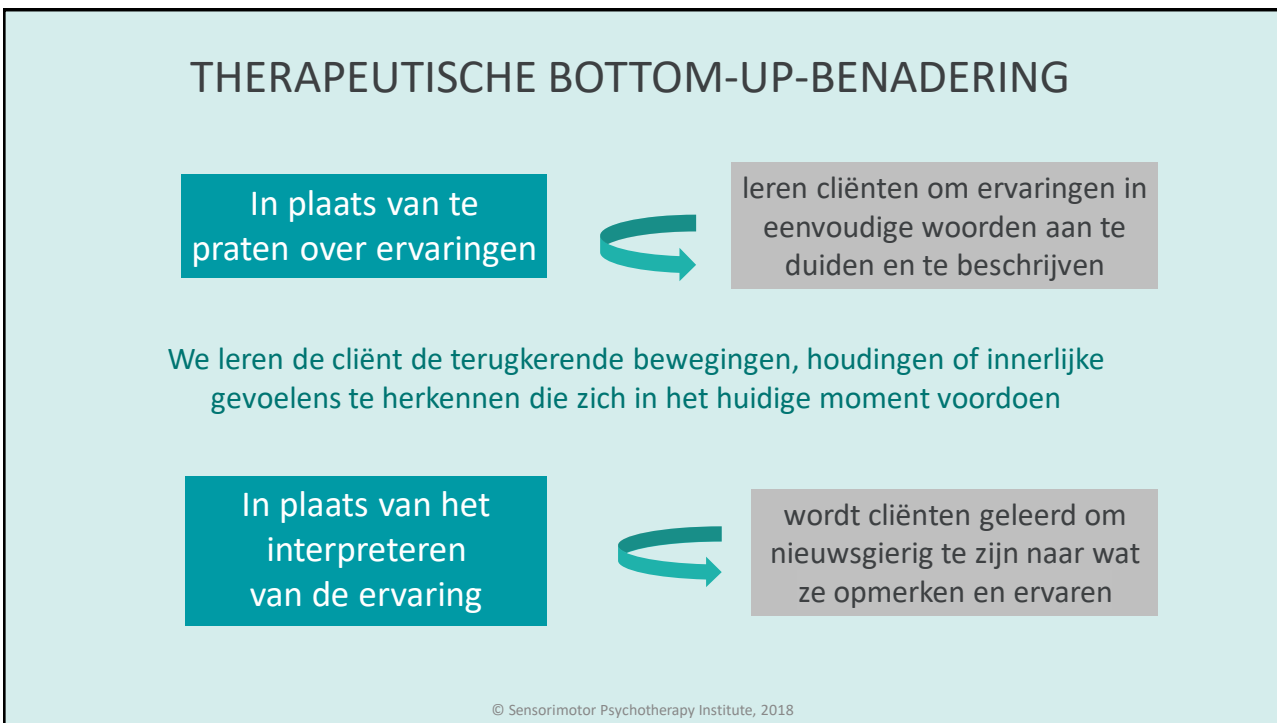 THERAPEUTISCHE BOTTOM-UP-BENADERING
In plaats van te
praten over ervaringen
leren cliënten om ervaringen in
eenvoudige woorden aan te
duiden en te beschrijven
We leren de cliënt de terugkerende bewegingen, houdingen of innerlijke
gevoelens te herkennen die zich in het huidige moment voordoen
In plaats van het
interpreteren
van de ervaring
wordt cliënten geleerd om
nieuwsgierig te zijn naar wat
ze opmerken en ervaren
© Sensorimotor Psychotherapy Institute, 2018